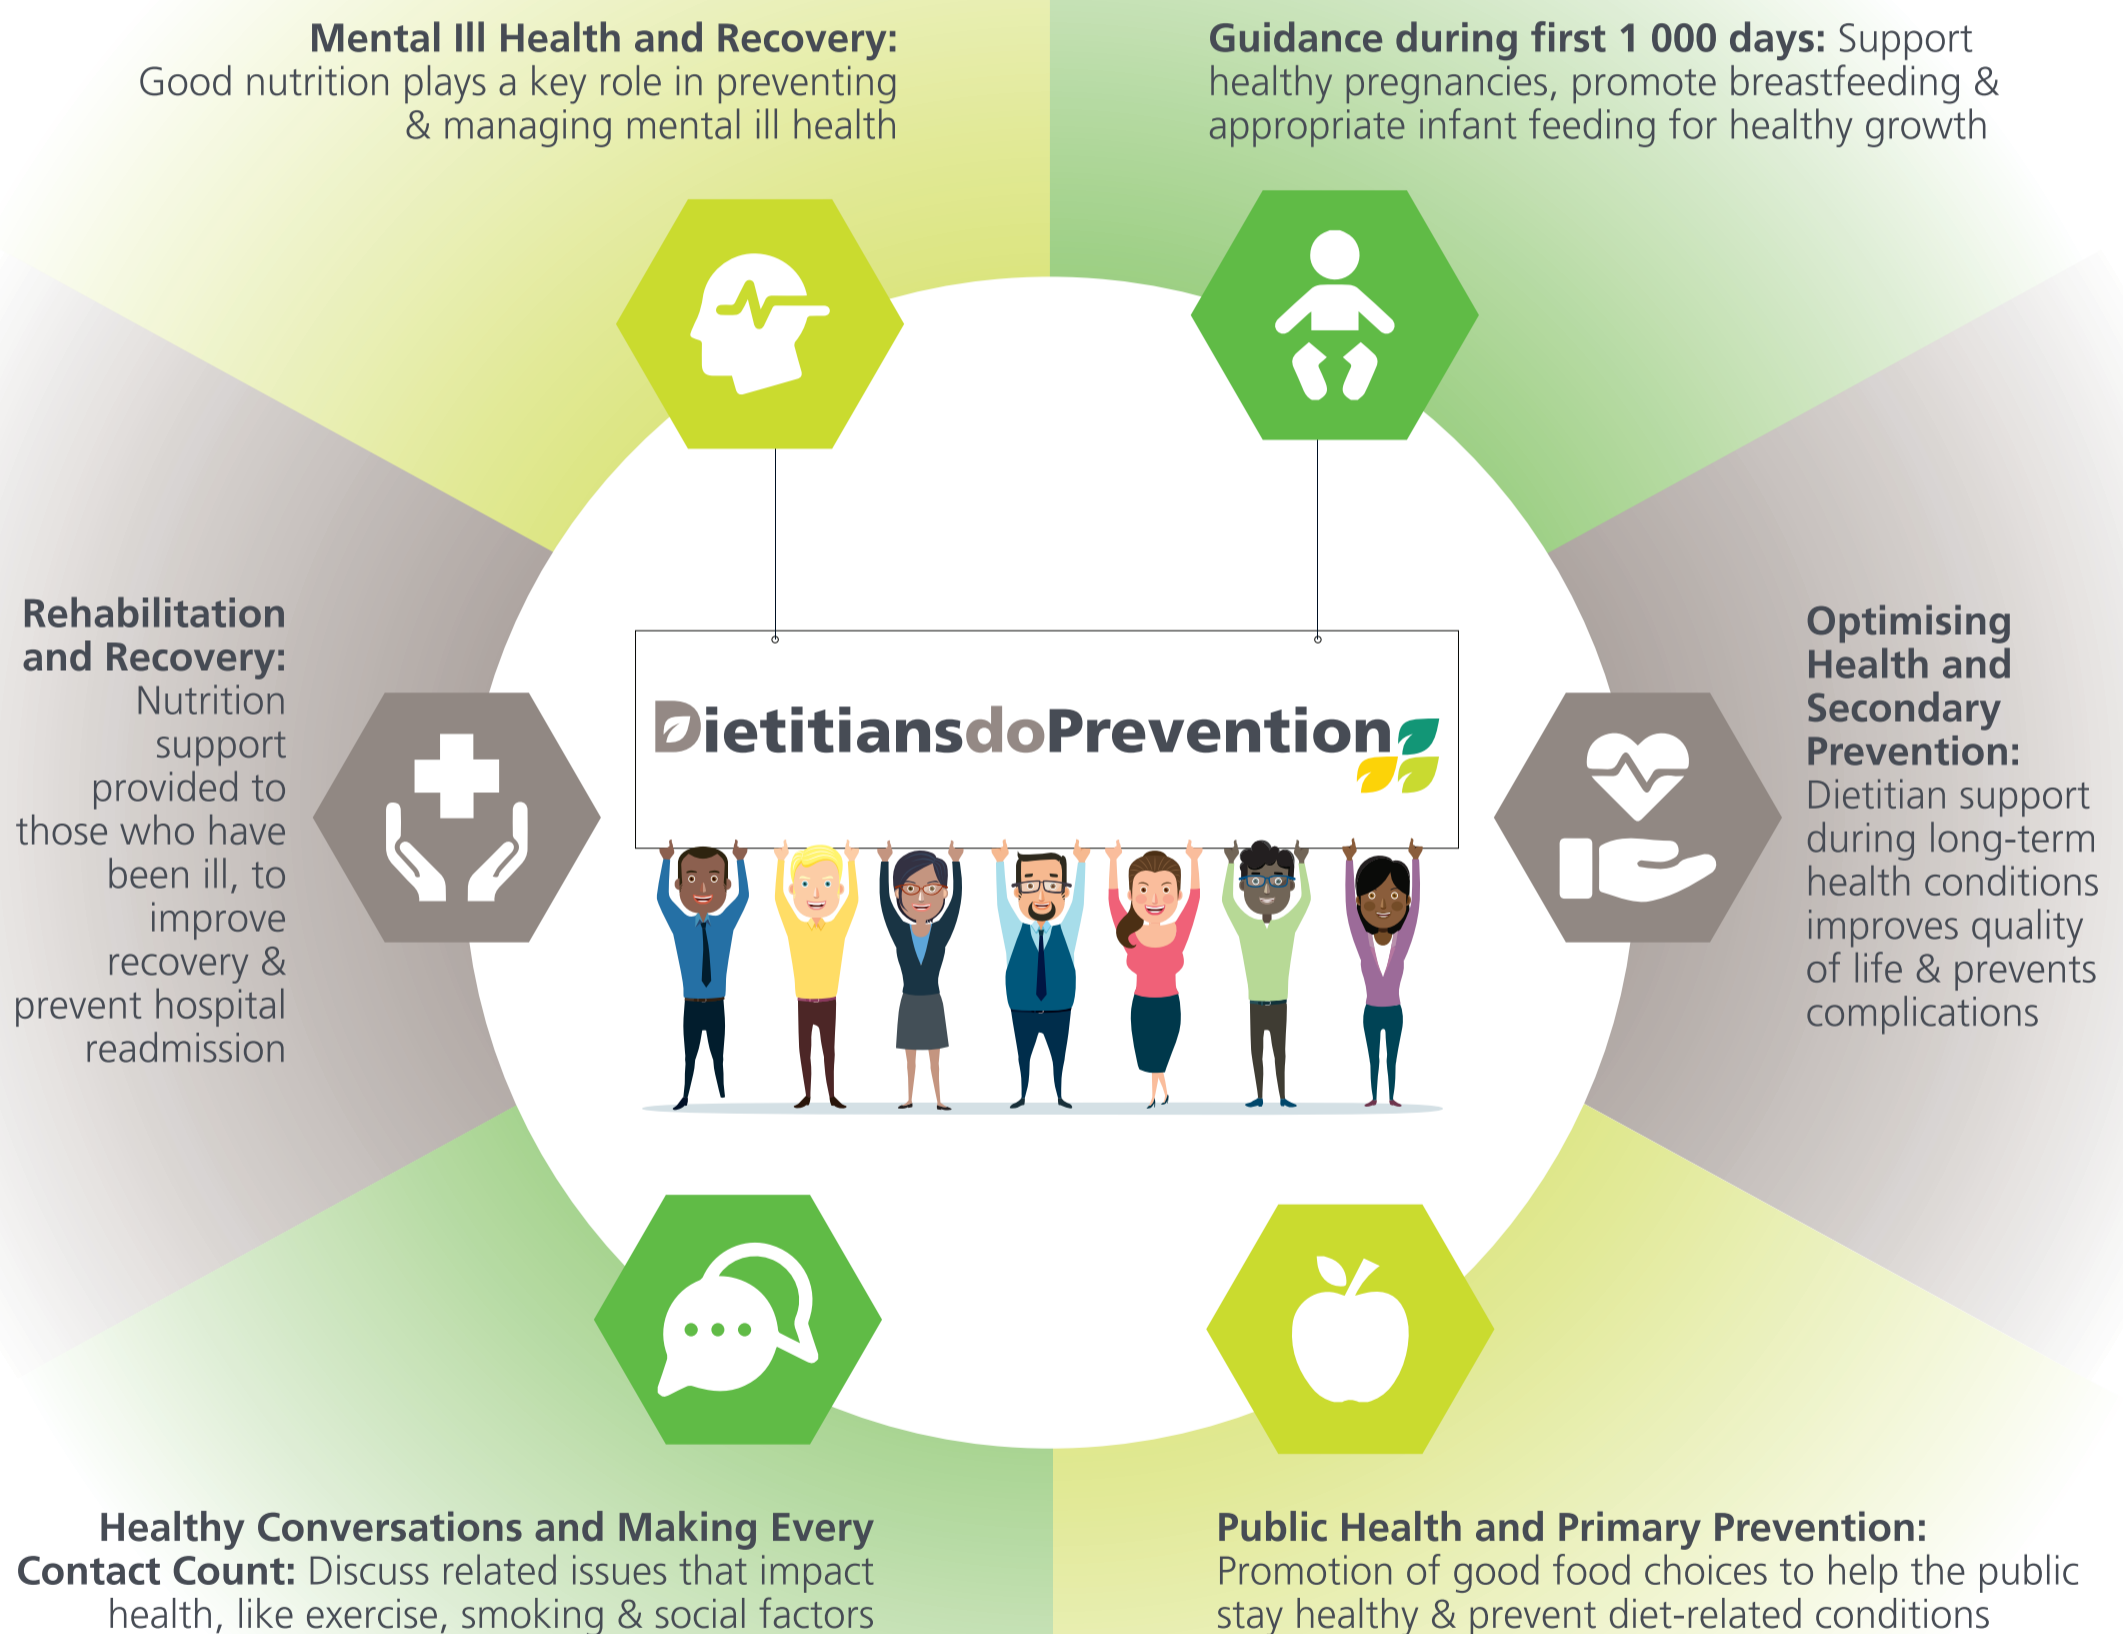 Mental Ill Health and Recovery:
Good nutrition plays a key role in preventing
& managing mental ill health
Guidance during first 1 000 days: Support
healthy pregnancies, promote breastfeeding &
appropriate infant feeding for healthy growth
Rehabilitation
and Recovery:
Nutrition
support
provided to
those who have
been ill, to
improve
recovery &
prevent hospital
readmission
DietitiansdoPrevention
Optimising
Health and
Secondary
Prevention:
Dietitian support
during long-term
health conditions
improves quality
of life & prevents
complications
Healthy Conversations and Making Every
Contact Count: Discuss related issues that impact
health, like exercise, smoking & social factors
Public Health and Primary Prevention:
Promotion of good food choices to help the public
stay healthy & prevent diet-related conditions